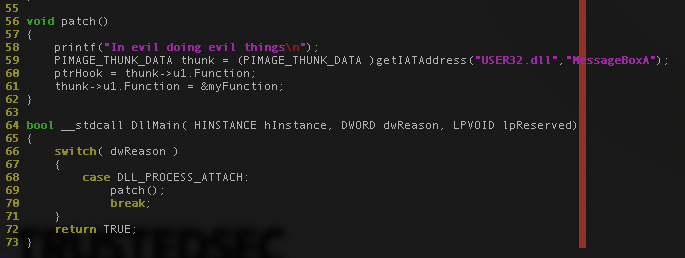 55
56 void patch()
57 {
58     printf("In evil doing evil things\n");
59     PIMAGE_THUNK_DATA thunk = (PIMAGE_THUNK_DATA )getIATAddress("USER32.dll","MessageBoxA");
60     ptrHook = thunk->u1.Function;
61     thunk->u1.Function = &myFunction;
62 }
63
64 bool __stdcall DllMain( HINSTANCE hInstance, DWORD dwReason, LPVOID lpReserved)
65 {
66     switch( dwReason )
67     {
68         case DLL_PROCESS_ATTACH:
69             patch();
70             break;
71     }
72     return TRUE;
73 }
TRUSTEDSEC